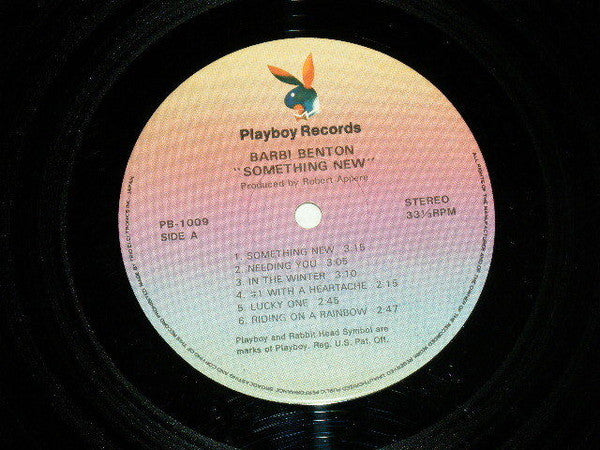 Playboy Records
BARBI BENTON
"SOMETHING NEW"
Produced by Robert Appere
PB-1009
SIDE A
STEREO
33⅓RPM
1. SOMETHING NEW 3:15
2. NEEDING YOU 3:05
3. IN THE WINTER 3:10
4. #1 WITH A HEARTACHE 2:15
5. LUCKY ONE 2:45
6. RIDING ON A RAINBOW 2:47
Playboy and Rabbit Head Symbol are
marks of Playboy. Reg. U.S. Pat. Off.